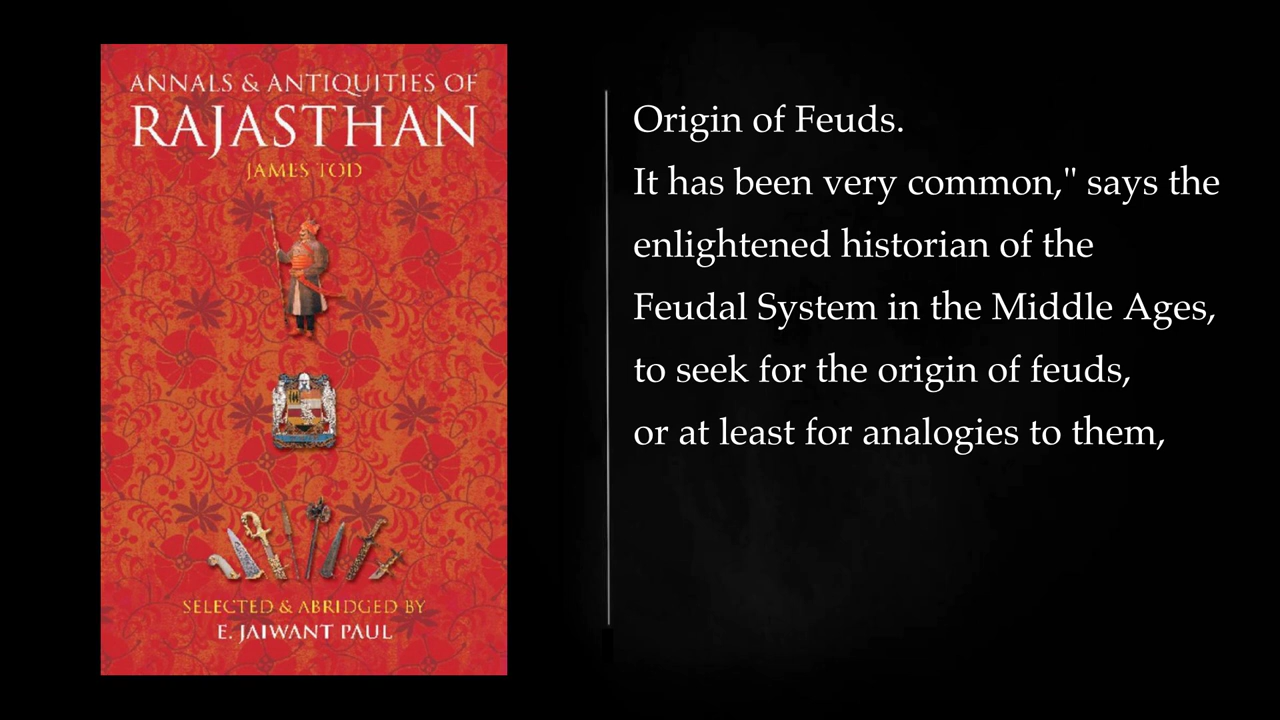 ANNALS & ANTIQUITIES OF
RAJASTHAN
JAMES TOD
SELECTED & ABRIDGED BY
E. JAIWANT PAUL
Origin of Feuds.
It has been very common," says the
enlightened historian of the
Feudal System in the Middle Ages,
to seek for the origin of feuds,
or at least for analogies to them,